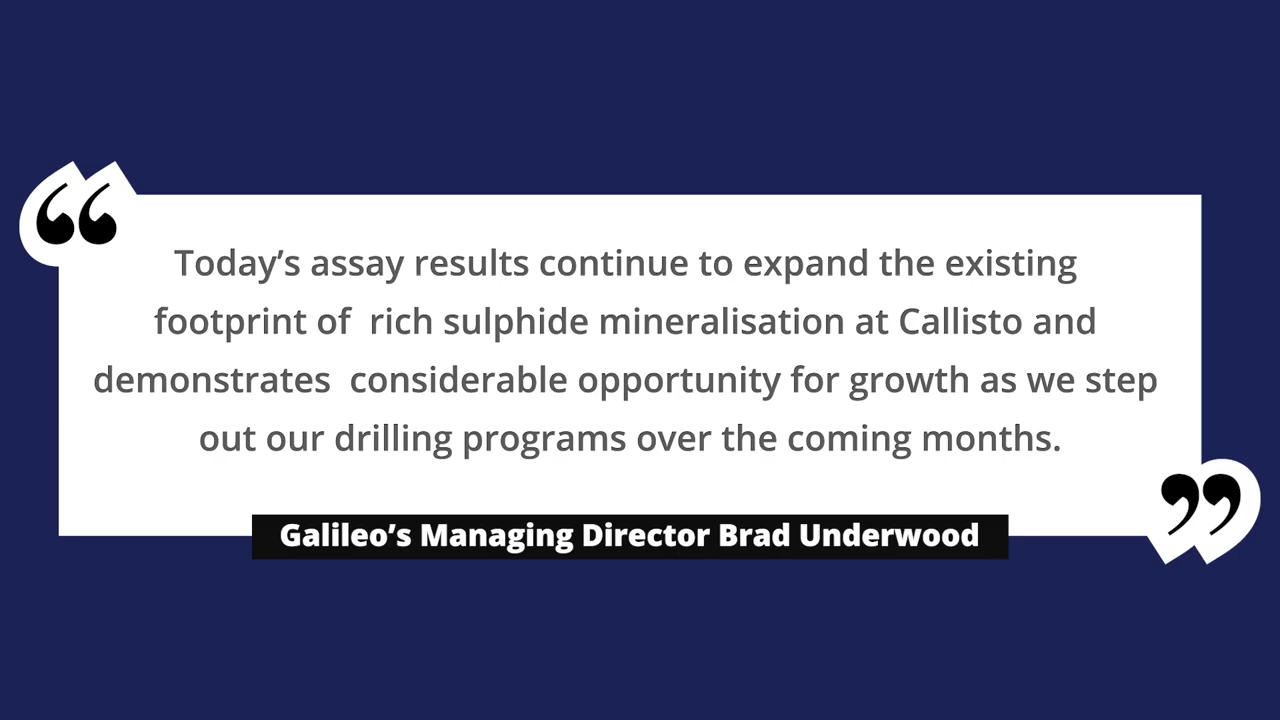 “
Today’s assay results continue to expand the existing
footprint of  rich sulphide mineralisation at Callisto and
demonstrates  considerable opportunity for growth as we step
out our drilling programs over the coming months.
”
Galileo’s Managing Director Brad Underwood